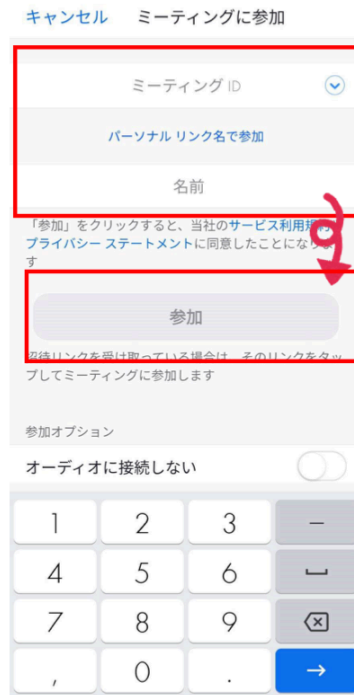 キャンセル ミーティングに参加
ミーティング ID
パーソナル リンク名で参加
名前
「参加」をクリックすると、当社のサービス利用規約
プライバシー ステートメントに同意したことになりま
す
参加
招待リンクを受け取っている場合は、そのリンクをタッ
プしてミーティングに参加します
参加オプション
オーディオに接続しない
1 2 3 –
4 5 6
7 8 9
, 0 .